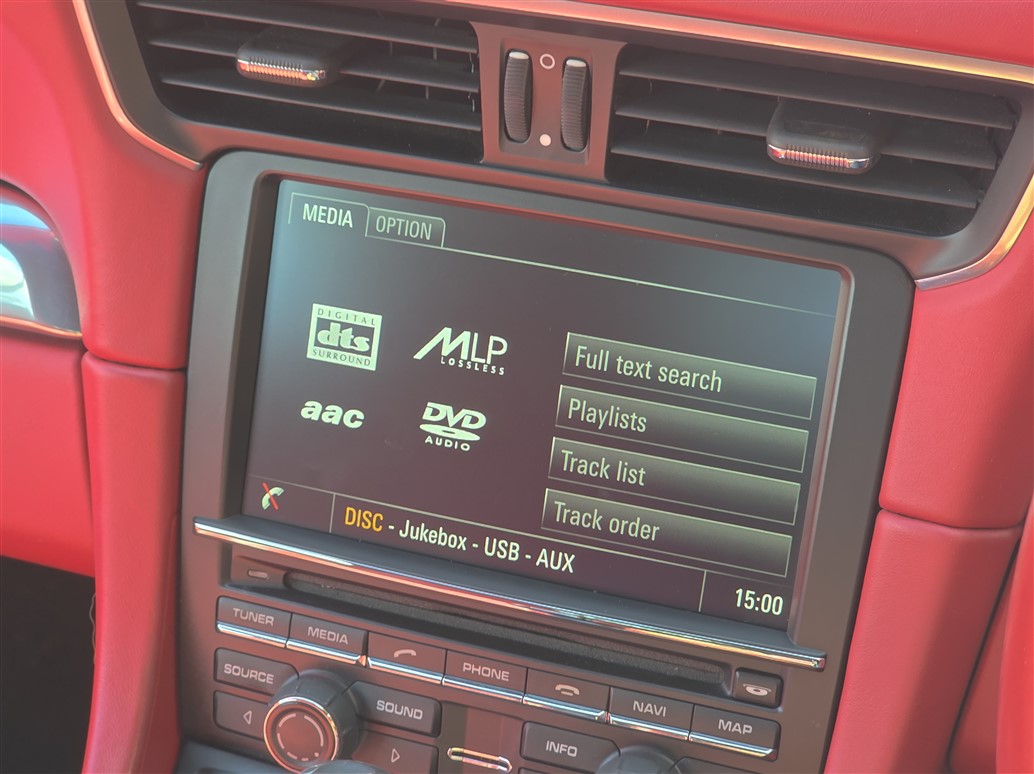 MEDIA
OPTION
DIGITAL
dts
SURROUND
MLP
LOSSLESS
aac
DVD
AUDIO
Full text search
Playlists
Track list
Track order
DISC - Jukebox - USB - AUX
15:00
TUNER
MEDIA
PHONE
NAVI
MAP
SOURCE
SOUND
INFO